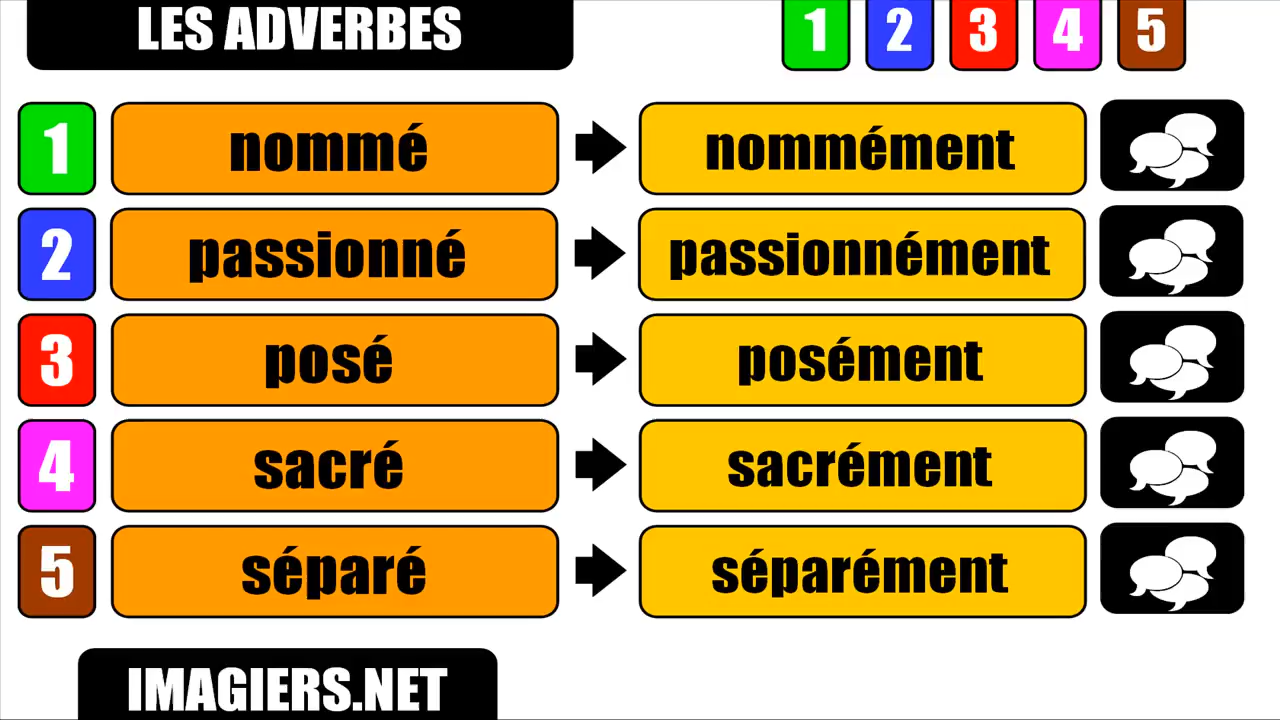 LES ADVERBES
1 2 3 4 5
1 nommé nommément
2 passionné passionnément
3 posé posément
4 sacré sacrément
5 séparé séparément
IMAGIERS.NET